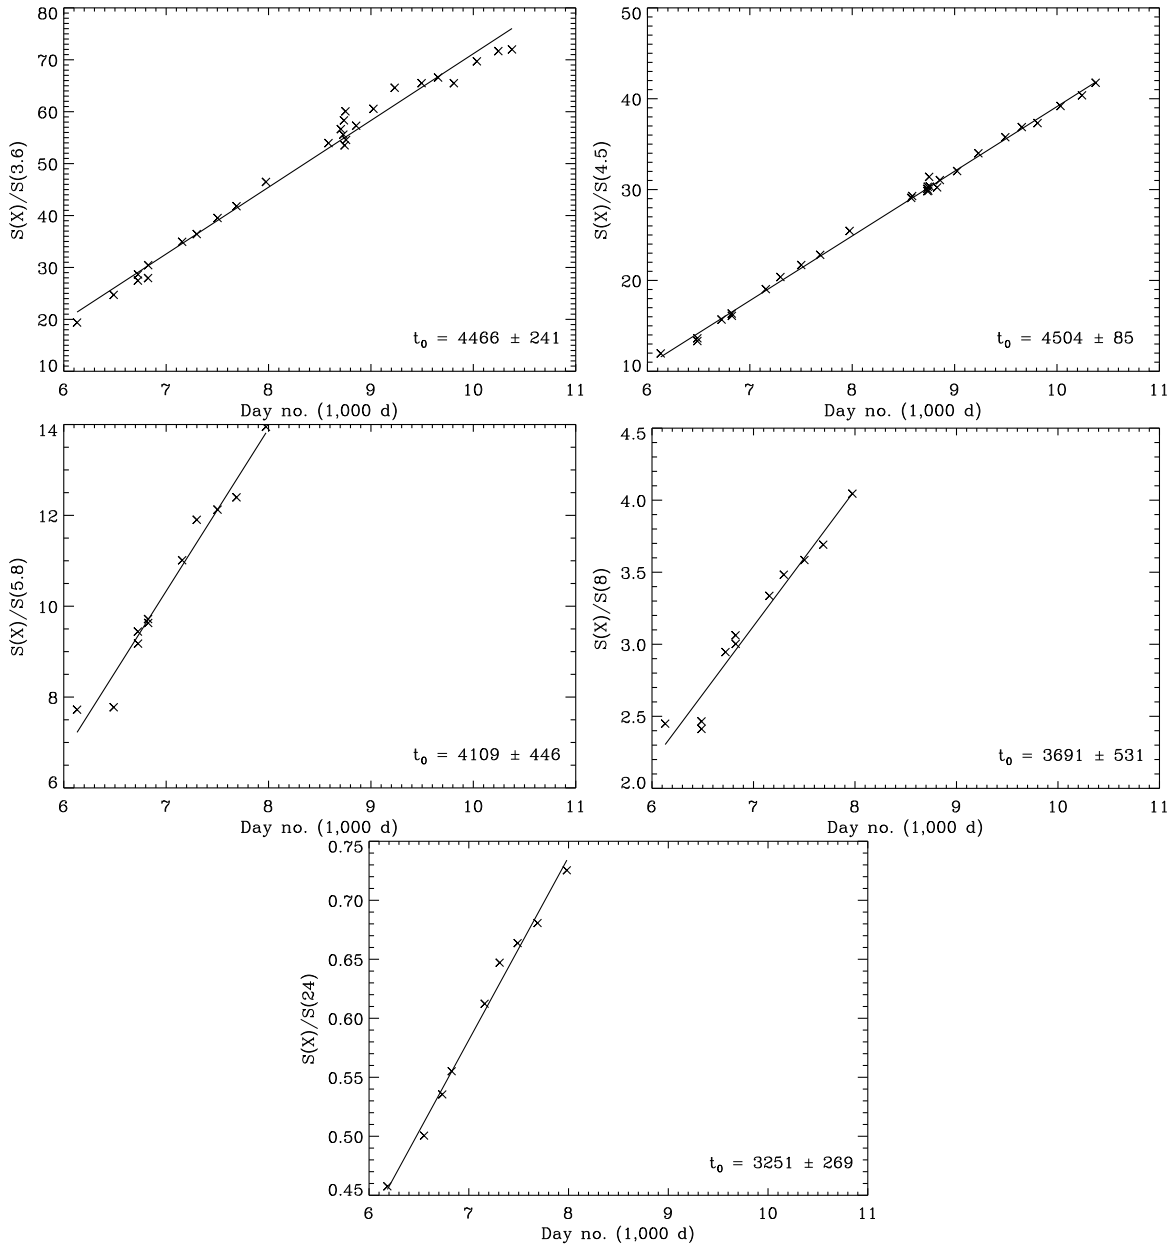 80
70
60
50
40
30
20
10
S(X)/S(3.6)
t₀ = 4466 ± 241
6 7 8 9 10 11
Day no. (1,000 d)
50
40
30
20
10
S(X)/S(4.5)
t₀ = 4504 ± 85
6 7 8 9 10 11
Day no. (1,000 d)
14
12
10
8
6
S(X)/S(5.8)
t₀ = 4109 ± 446
6 7 8 9 10 11
Day no. (1,000 d)
4.5
4.0
3.5
3.0
2.5
2.0
S(X)/S(8)
t₀ = 3691 ± 531
6 7 8 9 10 11
Day no. (1,000 d)
0.75
0.70
0.65
0.60
0.55
0.50
0.45
S(X)/S(24)
t₀ = 3251 ± 269
6 7 8 9 10 11
Day no. (1,000 d)